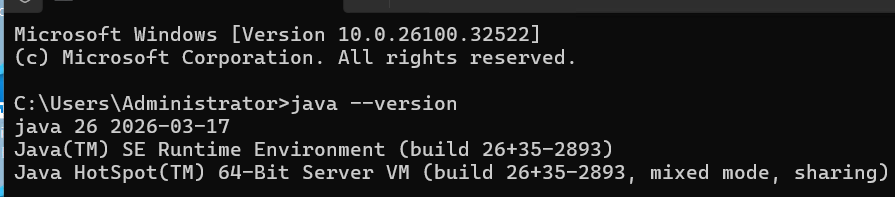 Microsoft Windows [Version 10.0.26100.32522]
(c) Microsoft Corporation. All rights reserved.
C:\Users\Administrator>java --version
java 26 2026-03-17
Java(TM) SE Runtime Environment (build 26+35-2893)
Java HotSpot(TM) 64-Bit Server VM (build 26+35-2893, mixed mode, sharing)